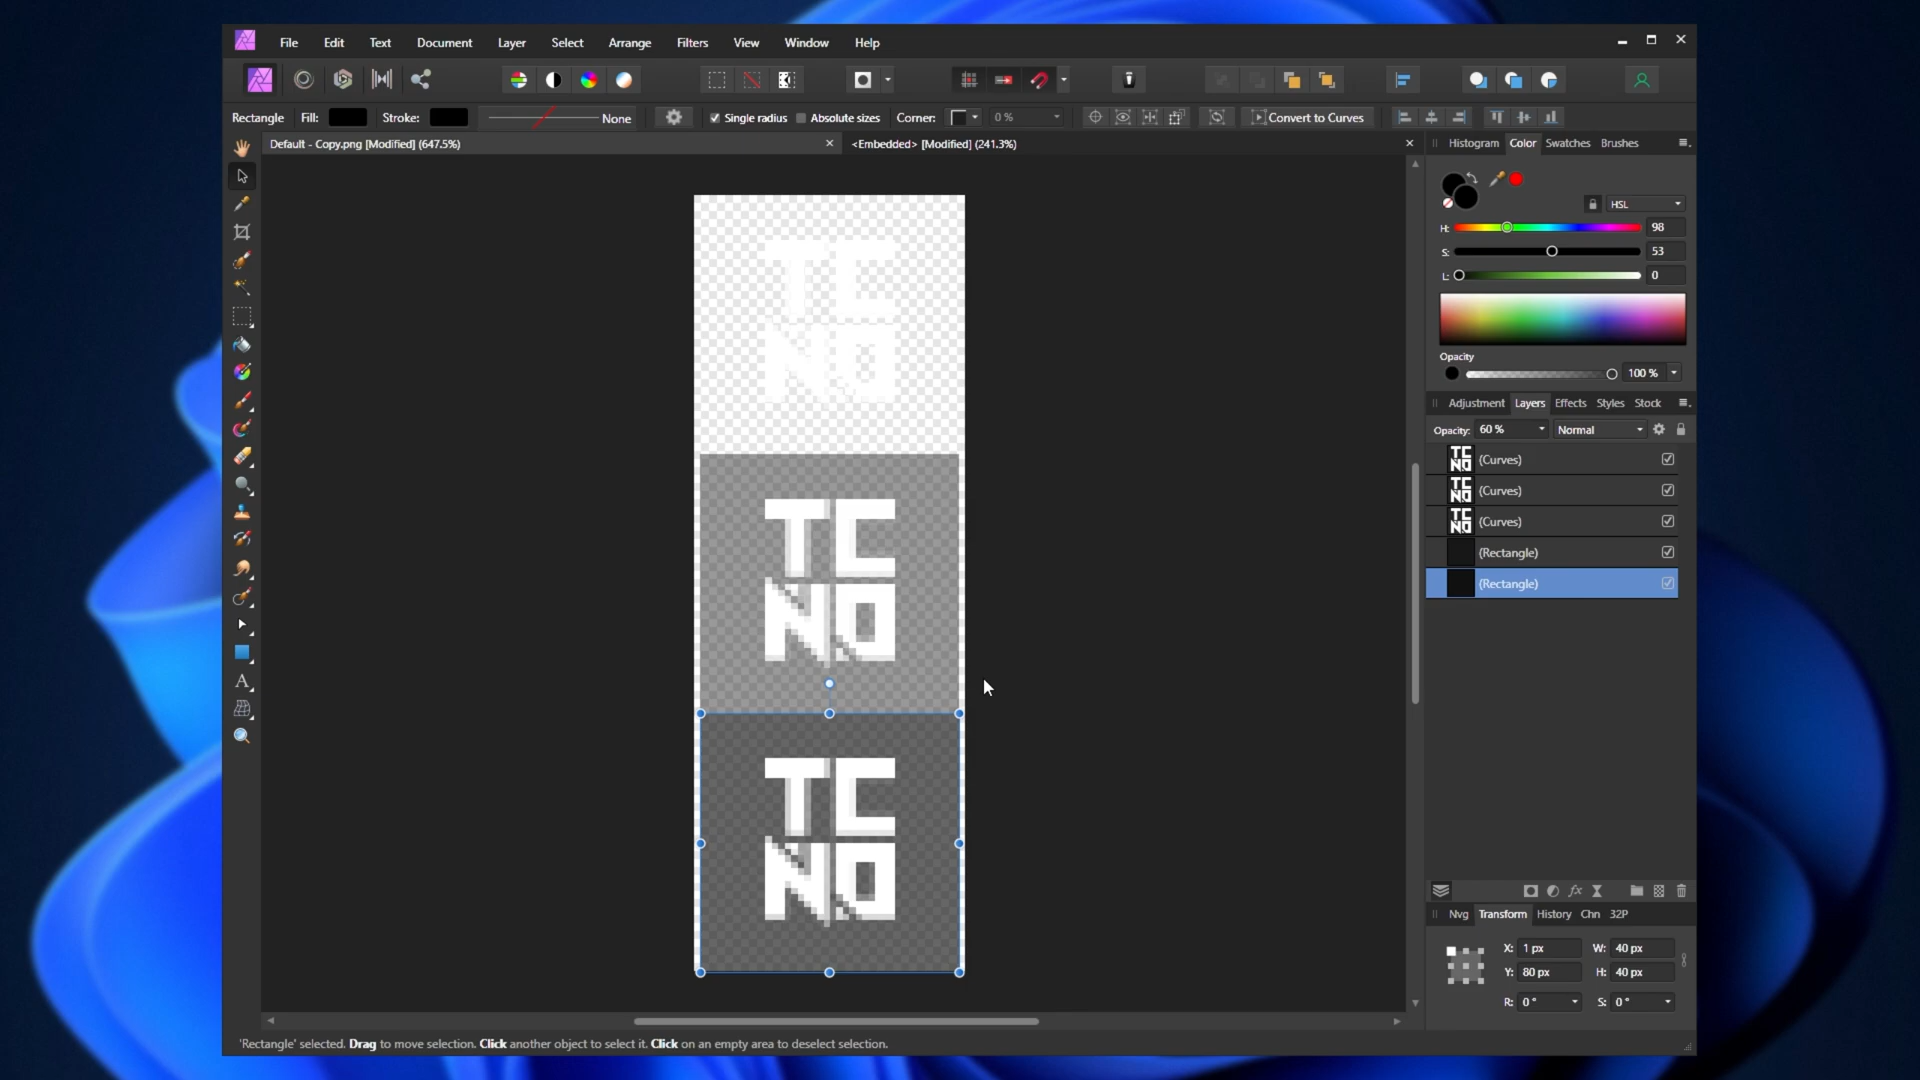 File Edit Text Document Layer Select Arrange Filters View Window Help
Rectangle Fill: Stroke: None Single radius Absolute sizes Corner: 0 % Convert to Curves
Default - Copy.png [Modified] (647.5%) <Embedded> [Modified] (241.3%)
Histogram Color Swatches Brushes
HSL
H: 98
S: 53
L: 0
Opacity
100 %
Adjustment Layers Effects Styles Stock
Opacity: 60 % Normal
TC
NO (Curves)
TC
NO (Curves)
TC
NO (Curves)
(Rectangle)
(Rectangle)
TC
NO
TC
NO
TC
NO
A
fx
Nvg Transform History Chn 32P
X: 1 px W: 40 px
Y: 80 px H: 40 px
R: 0 ° S: 0 °
'Rectangle' selected. Drag to move selection. Click another object to select it. Click on an empty area to deselect selection.